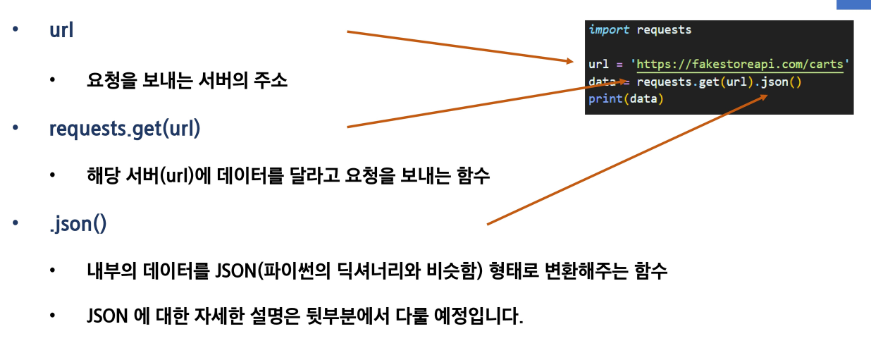 • url
• 요청을 보내는 서버의 주소
• requests.get(url)
• 해당 서버(url)에 데이터를 달라고 요청을 보내는 함수
• .json()
• 내부의 데이터를 JSON(파이썬의 딕셔너리와 비슷함) 형태로 변환해주는 함수
• JSON 에 대한 자세한 설명은 뒷부분에서 다룰 예정입니다.
import requests
url = 'https://fakestoreapi.com/carts'
data = requests.get(url).json()
print(data)